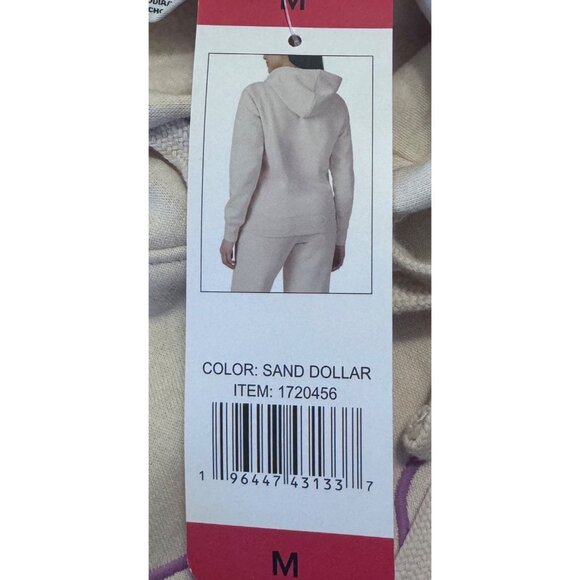 M
COLOR: SAND DOLLAR
ITEM: 1720456
1 96447 43133 7
M